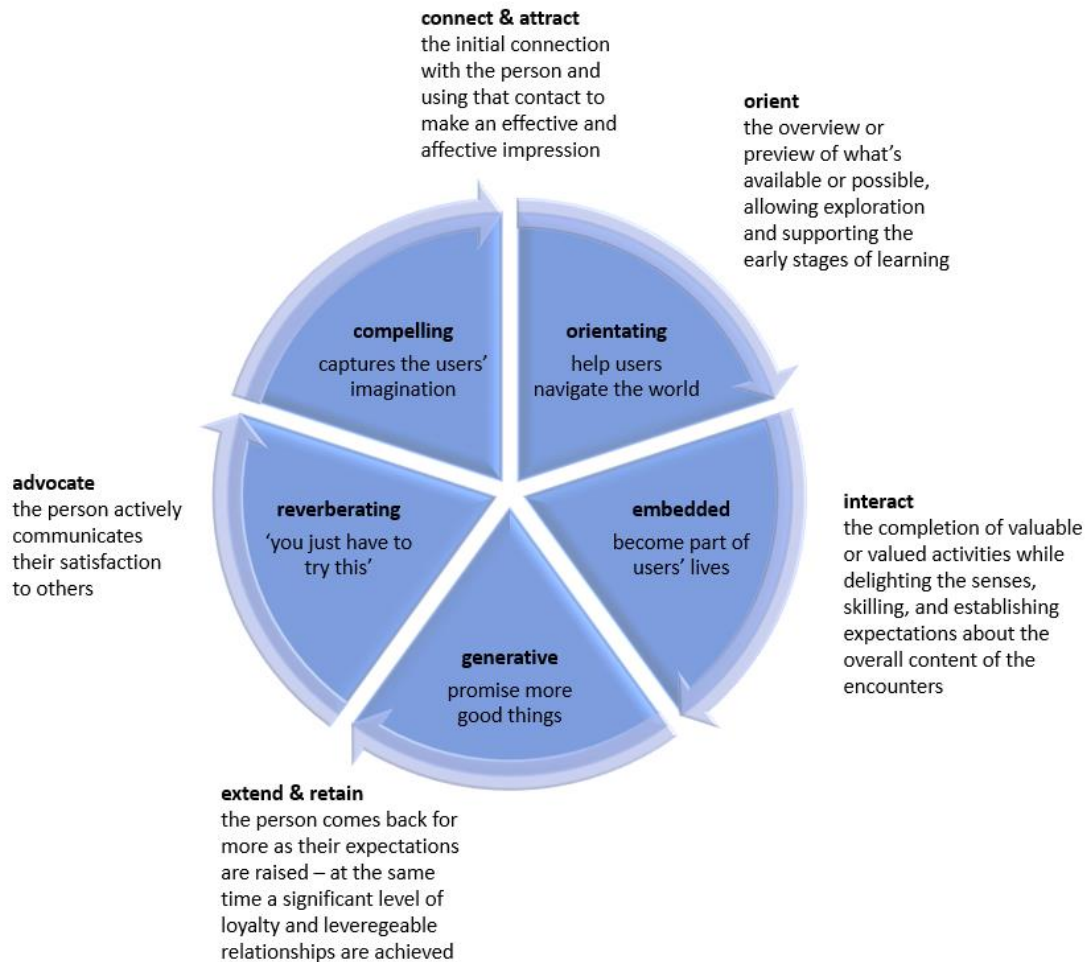 connect & attract
the initial connection
with the person and
using that contact to
make an effective and
affective impression
orient
the overview or
preview of what's
available or possible,
allowing exploration
and supporting the
early stages of learning
compelling
captures the users'
imagination
orientating
help users
navigate the world
advocate
the person actively
communicates
their satisfaction
to others
reverberating
'you just have to
try this'
embedded
become part of
users' lives
interact
the completion of valuable
or valued activities while
delighting the senses,
skilling, and establishing
expectations about the
overall content of the
encounters
generative
promise more
good things
extend & retain
the person comes back for
more as their expectations
are raised – at the same
time a significant level of
loyalty and leveregeable
relationships are achieved